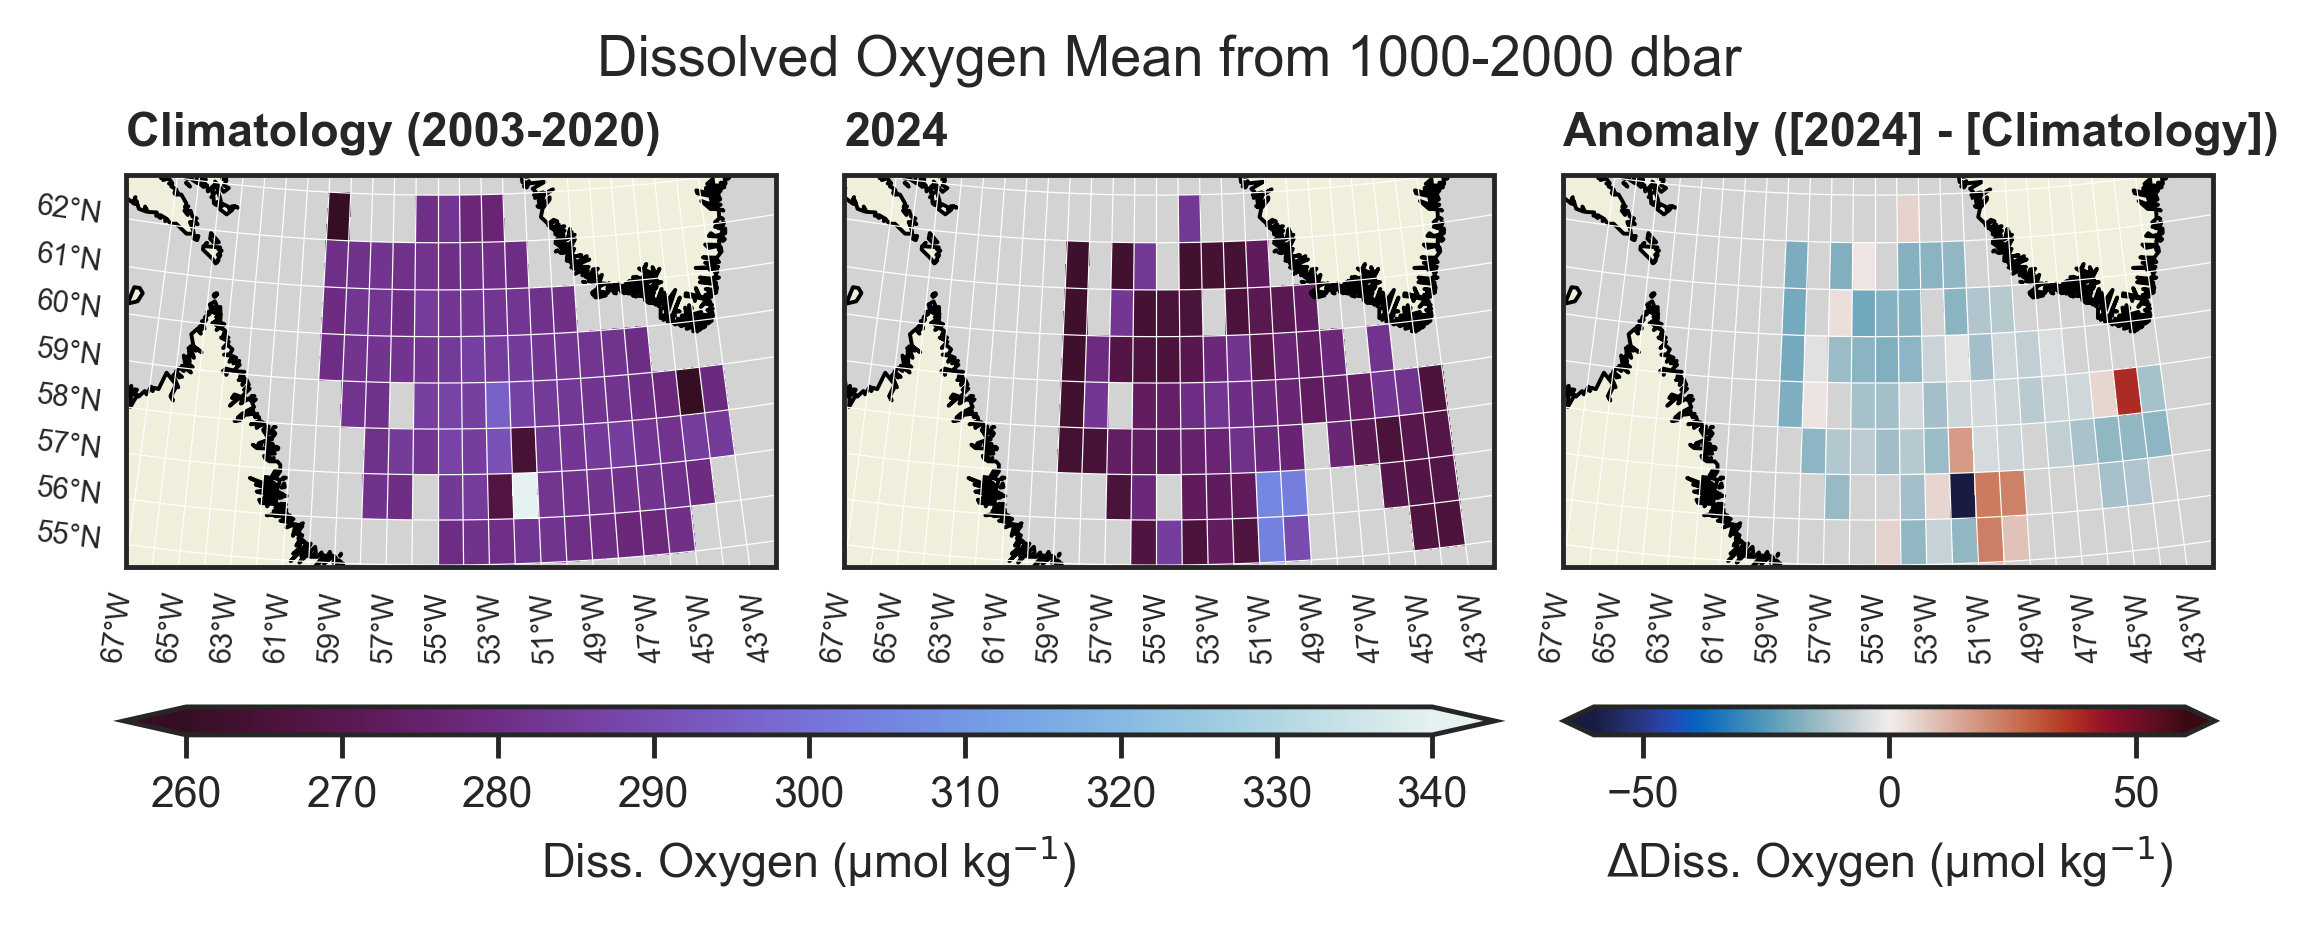 Dissolved Oxygen Mean from 1000-2000 dbar
Climatology (2003-2020)
2024
Anomaly ([2024] - [Climatology])
62°N
61°N
60°N
59°N
58°N
57°N
56°N
55°N
67°W 65°W 63°W 61°W 59°W 57°W 55°W 53°W 51°W 49°W 47°W 45°W 43°W
67°W 65°W 63°W 61°W 59°W 57°W 55°W 53°W 51°W 49°W 47°W 45°W 43°W
67°W 65°W 63°W 61°W 59°W 57°W 55°W 53°W 51°W 49°W 47°W 45°W 43°W
260 270 280 290 300 310 320 330 340
Diss. Oxygen (µmol kg⁻¹)
−50 0 50
ΔDiss. Oxygen (µmol kg⁻¹)